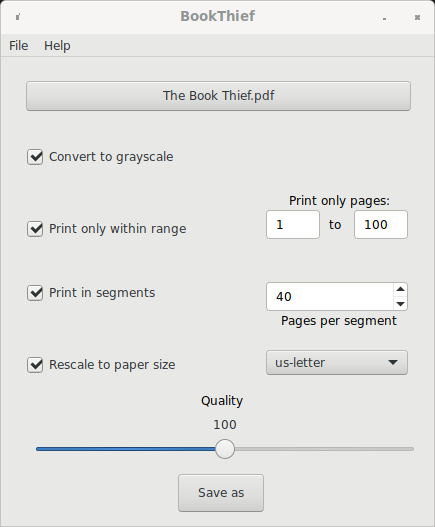 BookThief
File Help
The Book Thief.pdf
Convert to grayscale
Print only pages:
Print only within range 1 to 100
Print in segments 40
Pages per segment
Rescale to paper size us-letter
Quality
100
Save as